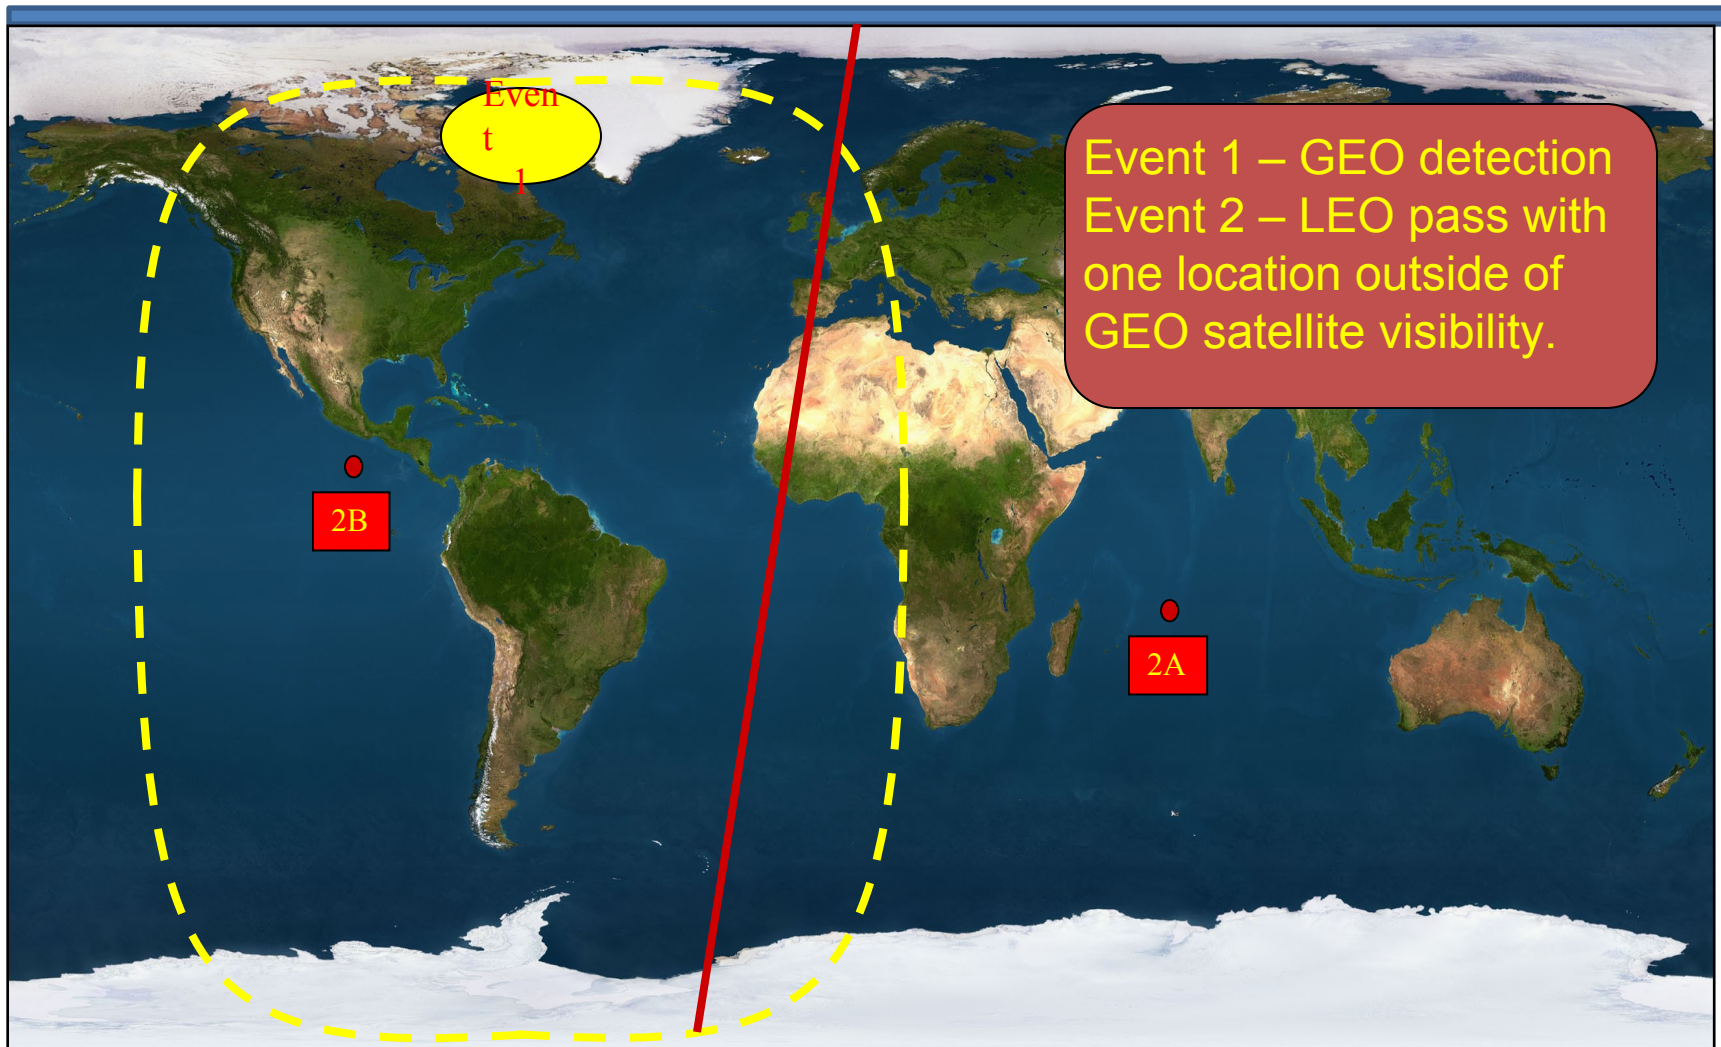 Even
t
1
Event 1 – GEO detection
Event 2 – LEO pass with
one location outside of
GEO satellite visibility.
2B
2A